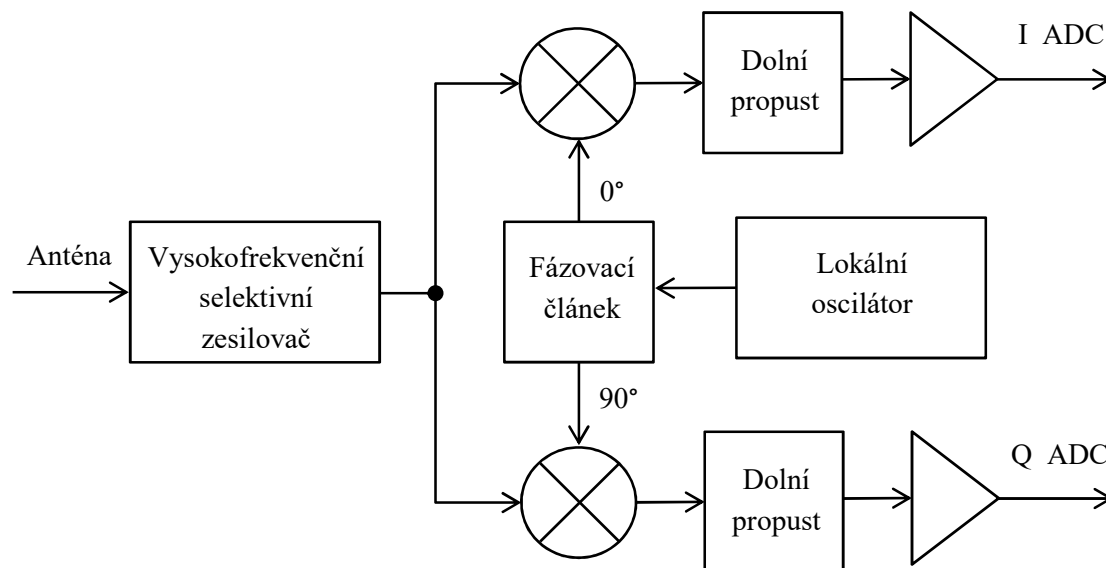 I ADC
Dolní
propust
0°
Anténa
Vysokofrekvenční
selektivní
zesilovač
Fázovací
článek
Lokální
oscilátor
90°
Dolní
propust
Q ADC